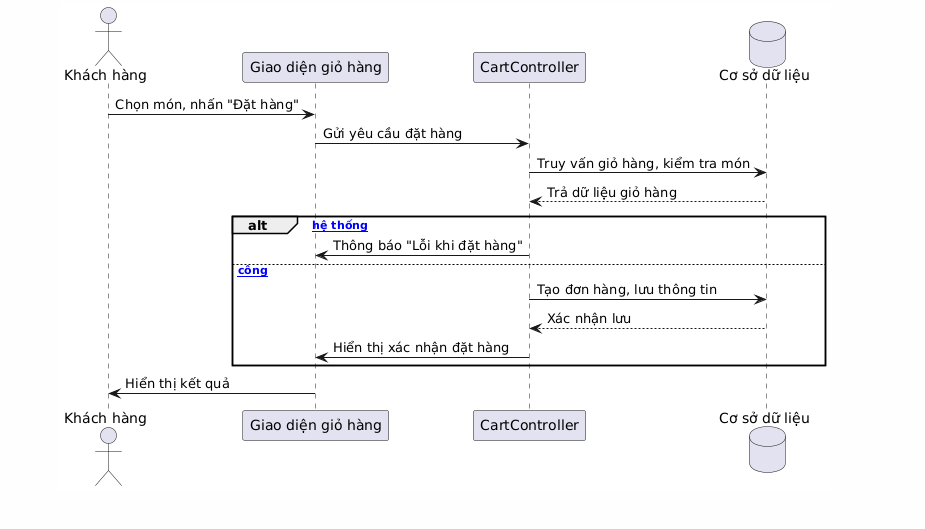 Khách hàng
Giao diện giỏ hàng
CartController
Cơ sở dữ liệu
Chọn món, nhấn "Đặt hàng"
Gửi yêu cầu đặt hàng
Truy vấn giỏ hàng, kiểm tra món
Trả dữ liệu giỏ hàng
alt
hệ thống
Thông báo "Lỗi khi đặt hàng"
công
Tạo đơn hàng, lưu thông tin
Xác nhận lưu
Hiển thị xác nhận đặt hàng
Hiển thị kết quả
Khách hàng
Giao diện giỏ hàng
CartController
Cơ sở dữ liệu